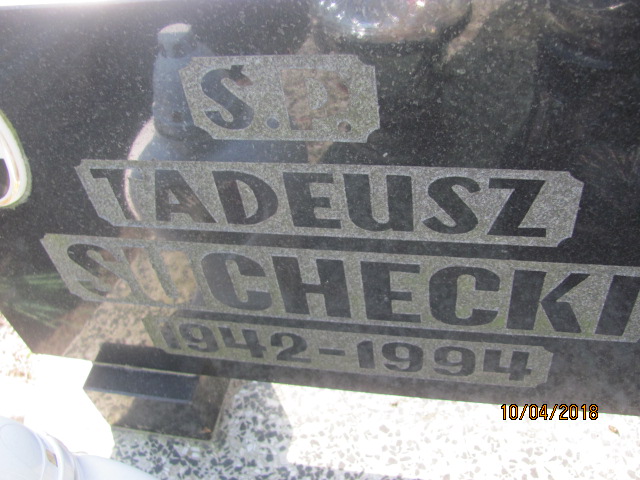 Ś.P.
TADEUSZ
SUCHECKI
1942-1994
10/04/2018